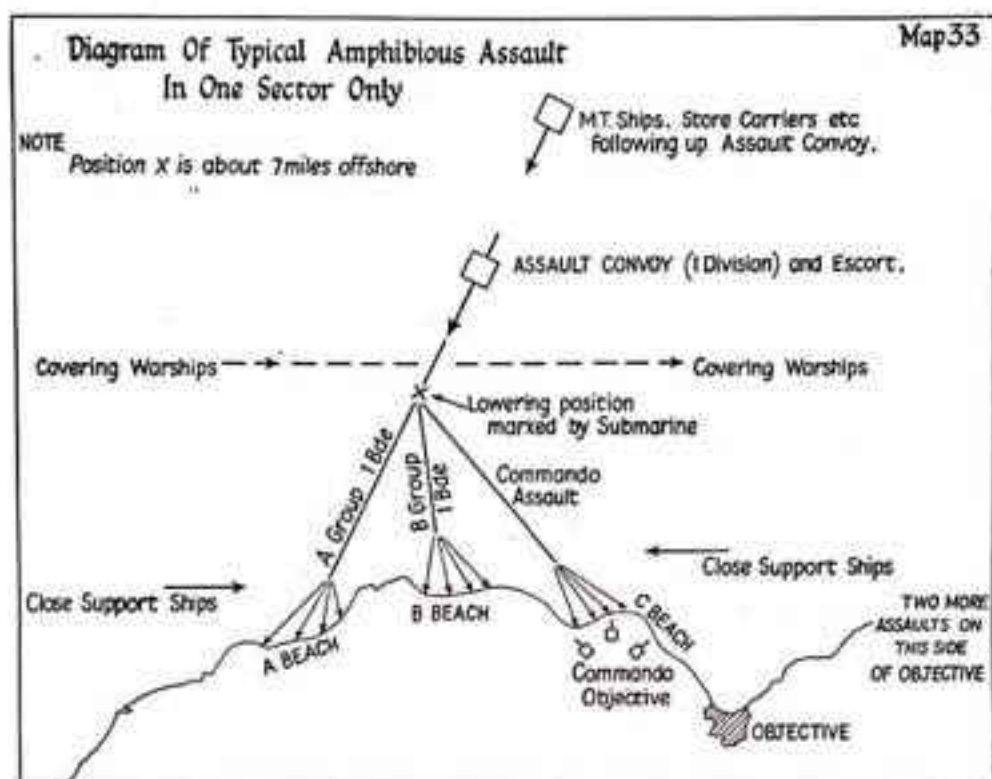 Map33
Diagram Of Typical Amphibious Assault
In One Sector Only
M.T. Ships. Store Carriers etc
Following up Assault Convoy.
NOTE
Position X is about 7miles offshore
ASSAULT CONVOY (1 Division) and Escort.
Covering Worships
Covering Worships
X
Lowering position
marked by Submarine
A Group 1 Bde
B Group
1 Bde
Commando
Assault
Close Support Ships
Close Support Ships
A BEACH
B BEACH
C BEACH
Commando
Objective
TWO MORE
ASSAULTS ON
THIS SIDE
OF OBJECTIVE
OBJECTIVE